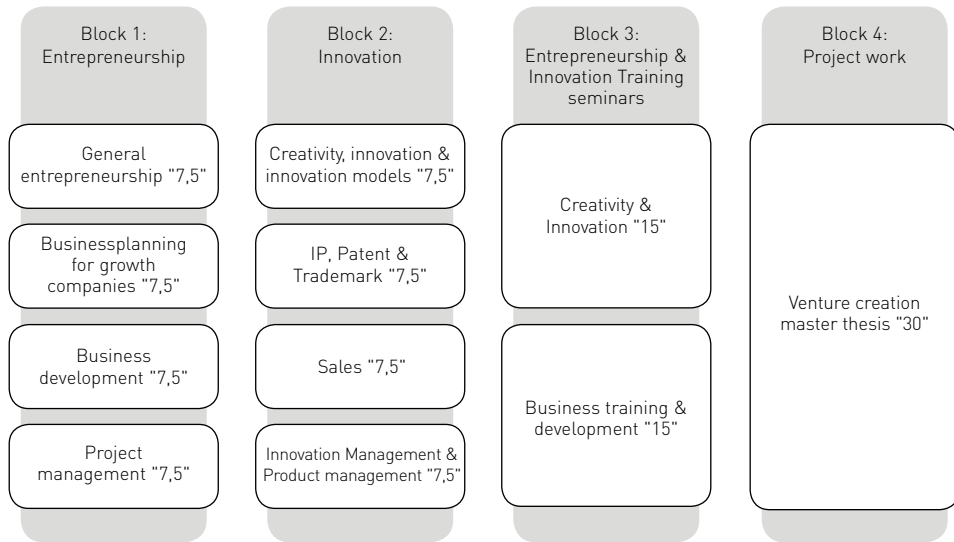 Block 1:
Entrepreneurship
General
entrepreneurship "7,5"
Businessplanning
for growth
companies "7,5"
Business
development "7,5"
Project
management "7,5"
Block 2:
Innovation
Creativity, innovation &
innovation models "7,5"
IP, Patent &
Trademark "7,5"
Sales "7,5"
Innovation Management &
Product management "7,5"
Block 3:
Entrepreneurship &
Innovation Training
seminars
Creativity &
Innovation "15"
Business training &
development "15"
Block 4:
Project work
Venture creation
master thesis "30"